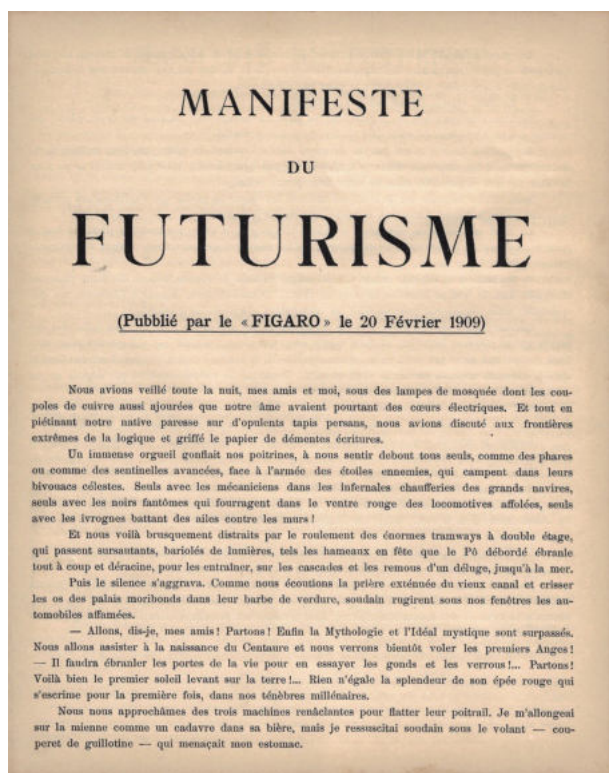 MANIFESTE
DU
FUTURISME
(Pubblié par le « FIGARO » le 20 Février 1909)
Nous avions veillé toute la nuit, mes amis et moi, sous des lampes de mosquée dont les cou-
poles de cuivre aussi ajourées que notre âme avaient pourtant des cœurs électriques. Et tout en
piétinant notre native paresse sur d'opulents tapis persans, nous avions discuté aux frontières
extrêmes de la logique et griffé le papier de démentes écritures.
Un immense orgueil gonflait nos poitrines, à nous sentir debout tous seuls, comme des phares
ou comme des sentinelles avancées, face à l'armée des étoiles ennemies, qui campent dans leurs
bivouacs célestes. Seuls avec les mécaniciens dans les infernales chaufferies des grands navires,
seuls avec les noirs fantômes qui fourragent dans le ventre rouge des locomotives affolées, seuls
avec les ivrognes battant des ailes contre les murs !
Et nous voilà brusquement distraits par le roulement des énormes tramways à double étage,
qui passent sursautants, bariolés de lumières, tels les hameaux en fête que le Pô débordé ébranle
tout à coup et déracine, pour les entraîner, sur les cascades et les remous d'un déluge, jusqu'à la mer.
Puis le silence s'aggrava. Comme nous écoutions la prière exténuée du vieux canal et crisser
les os des palais moribonds dans leur barbe de verdure, soudain rugirent sous nos fenêtres les au-
tomobiles affamées.
— Allons, dis-je, mes amis ! Partons ! Enfin la Mythologie et l'Idéal mystique sont surpassés.
Nous allons assister à la naissance du Centaure et nous verrons bientôt voler les premiers Anges !
— Il faudra ébranler les portes de la vie pour en essayer les gonds et les verrous !... Partons !
Voilà bien le premier soleil levant sur la terre !... Rien n'égale la splendeur de son épée rouge qui
s'escrime pour la première fois, dans nos ténèbres millénaires.
Nous nous approchâmes des trois machines renâclantes pour flatter leur poitrail. Je m'allongeai
sur la mienne comme un cadavre dans sa bière, mais je ressuscitai soudain sous le volant — cou-
peret de guillotine — qui menaçait mon estomac.